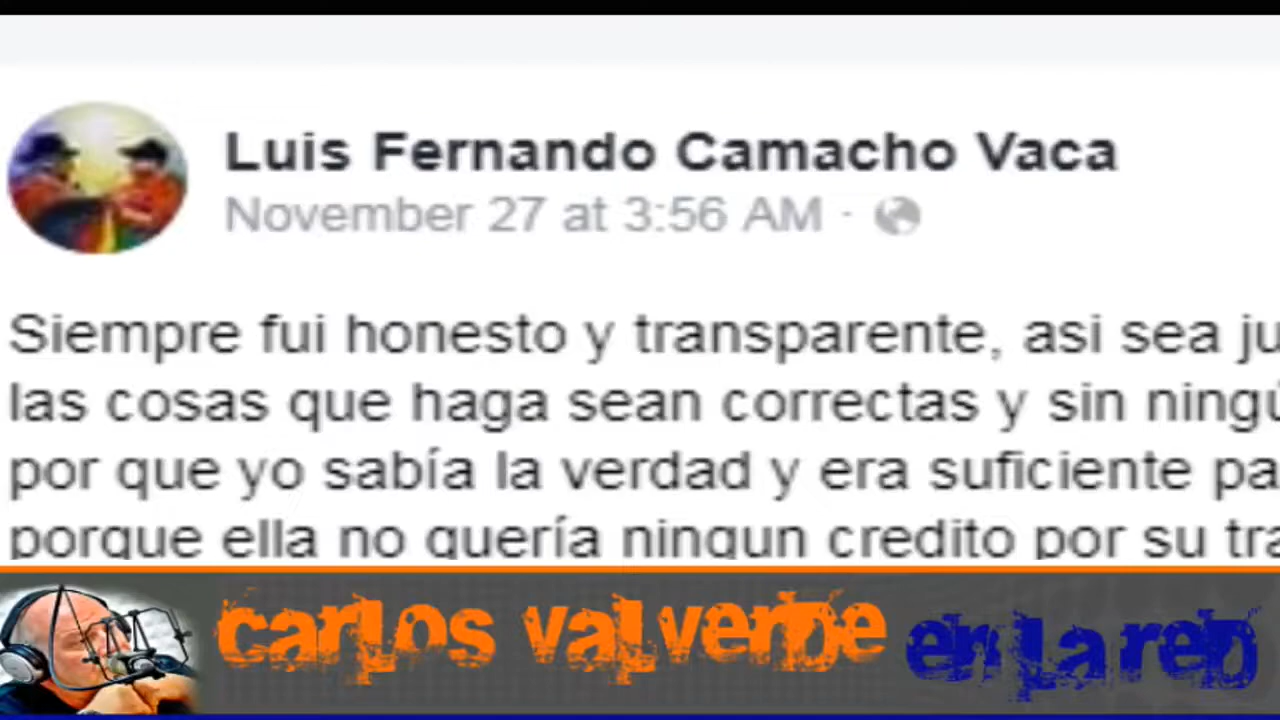 Luis Fernando Camacho Vaca
November 27 at 3:56 AM ·
Siempre fui honesto y transparente, asi sea ju
las cosas que haga sean correctas y sin ningú
por que yo sabía la verdad y era suficiente pa
porque ella no quería ningun credito por su tra
carlos valverde en la red